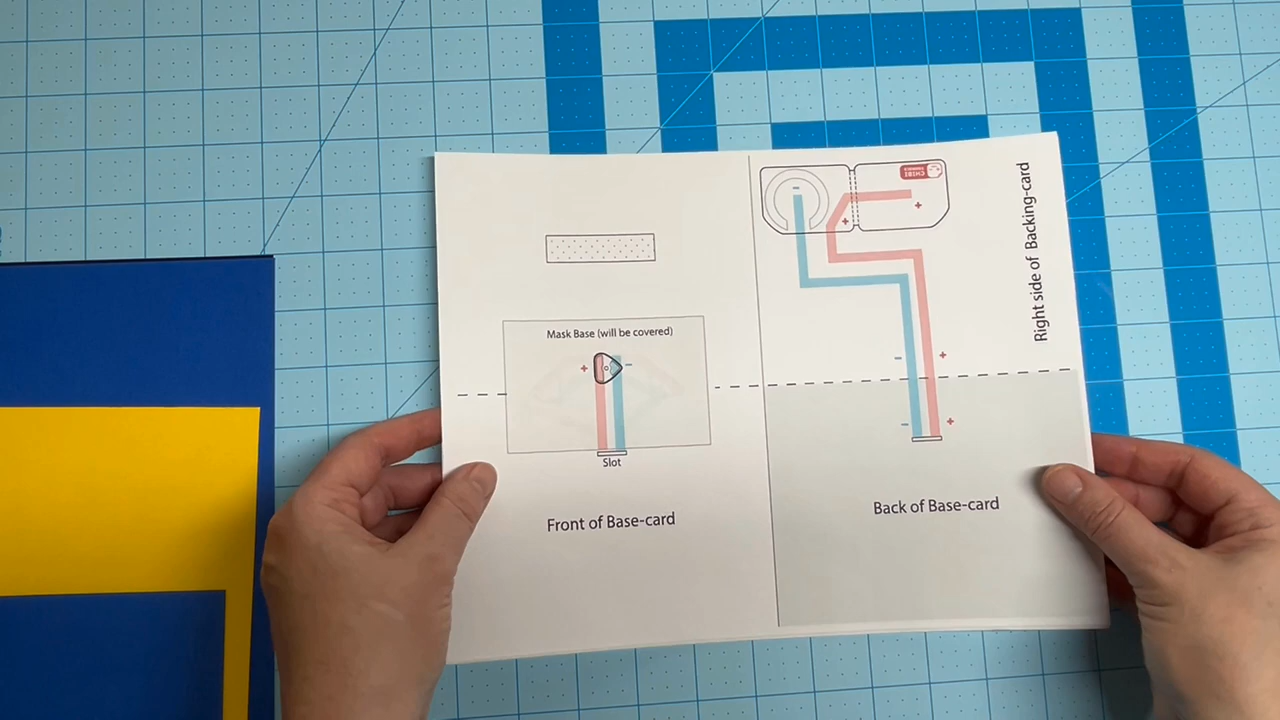 Mask Base (will be covered)
+
−
Slot
Front of Base-card
−
CHIBI
+
+
−
+
−
+
Back of Base-card
Right side of Backing-card